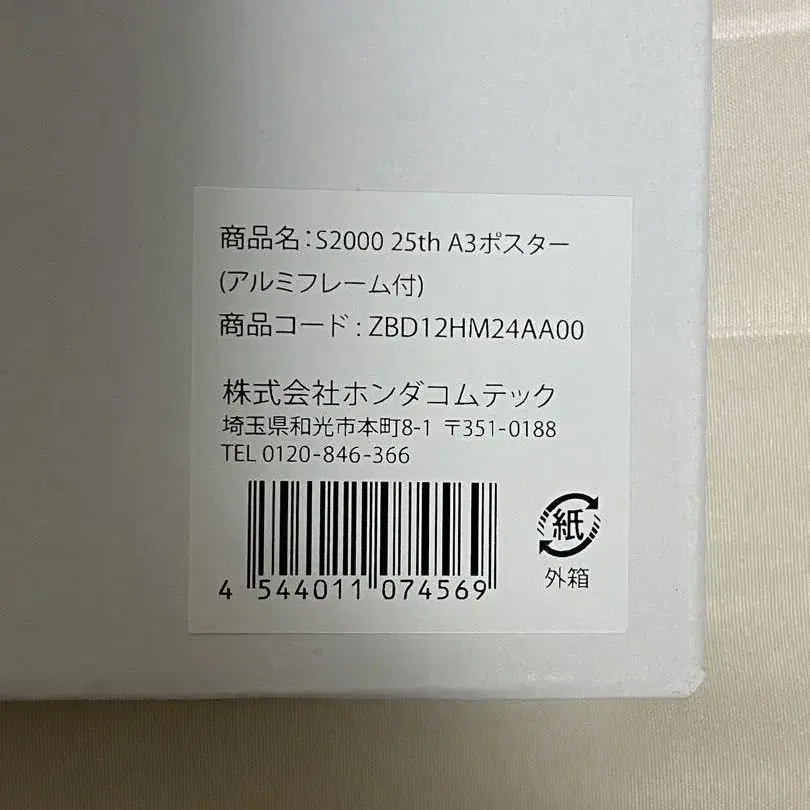 商品名:S2000 25th A3ポスター
(アルミフレーム付)
商品コード:ZBD12HM24AA00
株式会社ホンダコムテック
埼玉県和光市本町8-1 〒351-0188
TEL 0120-846-366
4 544011 074569
紙
外箱